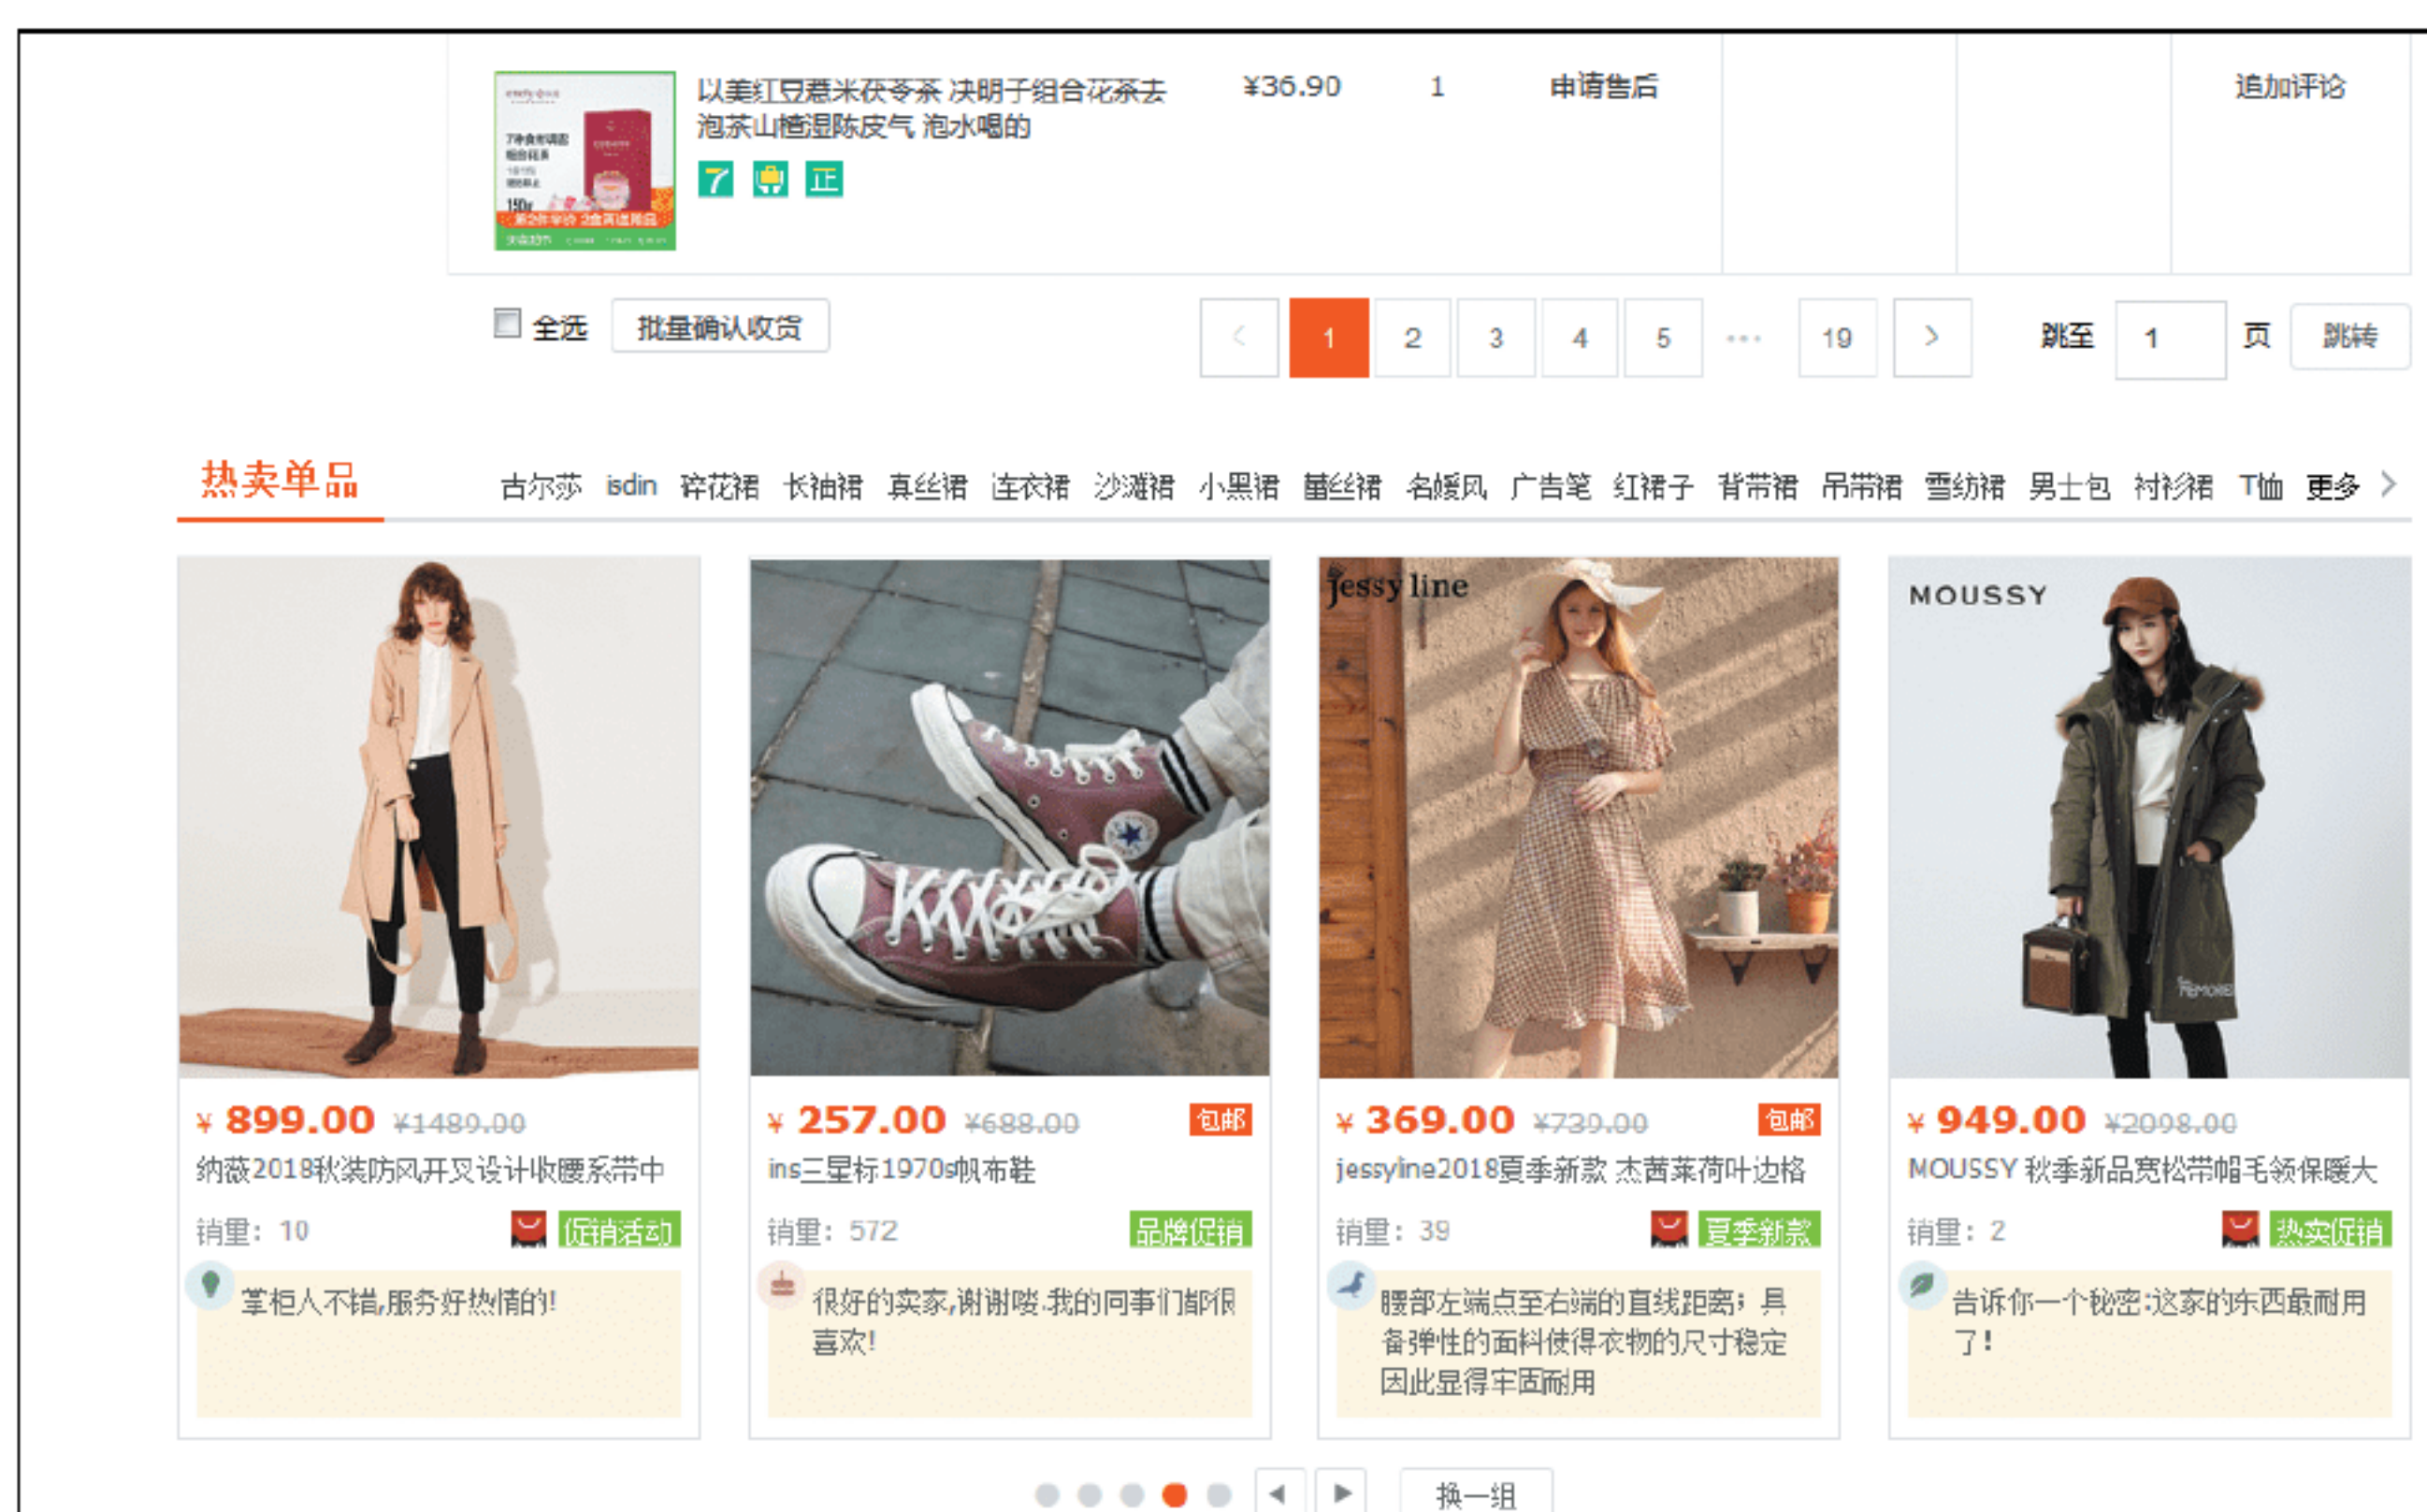 以美红豆薏米茯苓茶 决明子组合花茶去
泡茶山楂湿陈皮气 泡水喝的
¥36.90
1
申请售后
追加评论
7
正
150g
全选
批量确认收货
< 1 2 3 4 5 ••• 19 >
跳至 1 页 跳转
热卖单品
古尔莎 isdin 碎花裙 长袖裙 真丝裙 连衣裙 沙滩裙 小黑裙 蕾丝裙 名媛风 广告笔 红裙子 背带裙 吊带裙 雪纺裙 男士包 衬衫裙 T恤 更多 >
jessy line
MOUSSY
¥ 899.00 ¥1489.00
纳薇2018秋装防风开叉设计收腰系带中
销量：10
促销活动
掌柜人不错,服务好热情的!
¥ 257.00 ¥688.00 包邮
ins三星标1970s帆布鞋
销量：572
品牌促销
很好的卖家,谢谢喽.我的同事们都很
喜欢!
¥ 369.00 ¥739.00 包邮
jessyline2018夏季新款 杰茜莱荷叶边格
销量：39
夏季新款
腰部左端点至右端的直线距离；具
备弹性的面料使得衣物的尺寸稳定
因此显得牢固耐用
¥ 949.00 ¥2098.00
MOUSSY 秋季新品宽松带帽毛领保暖大
销量：2
热卖促销
告诉你一个秘密:这家的东西最耐用
了!
换一组